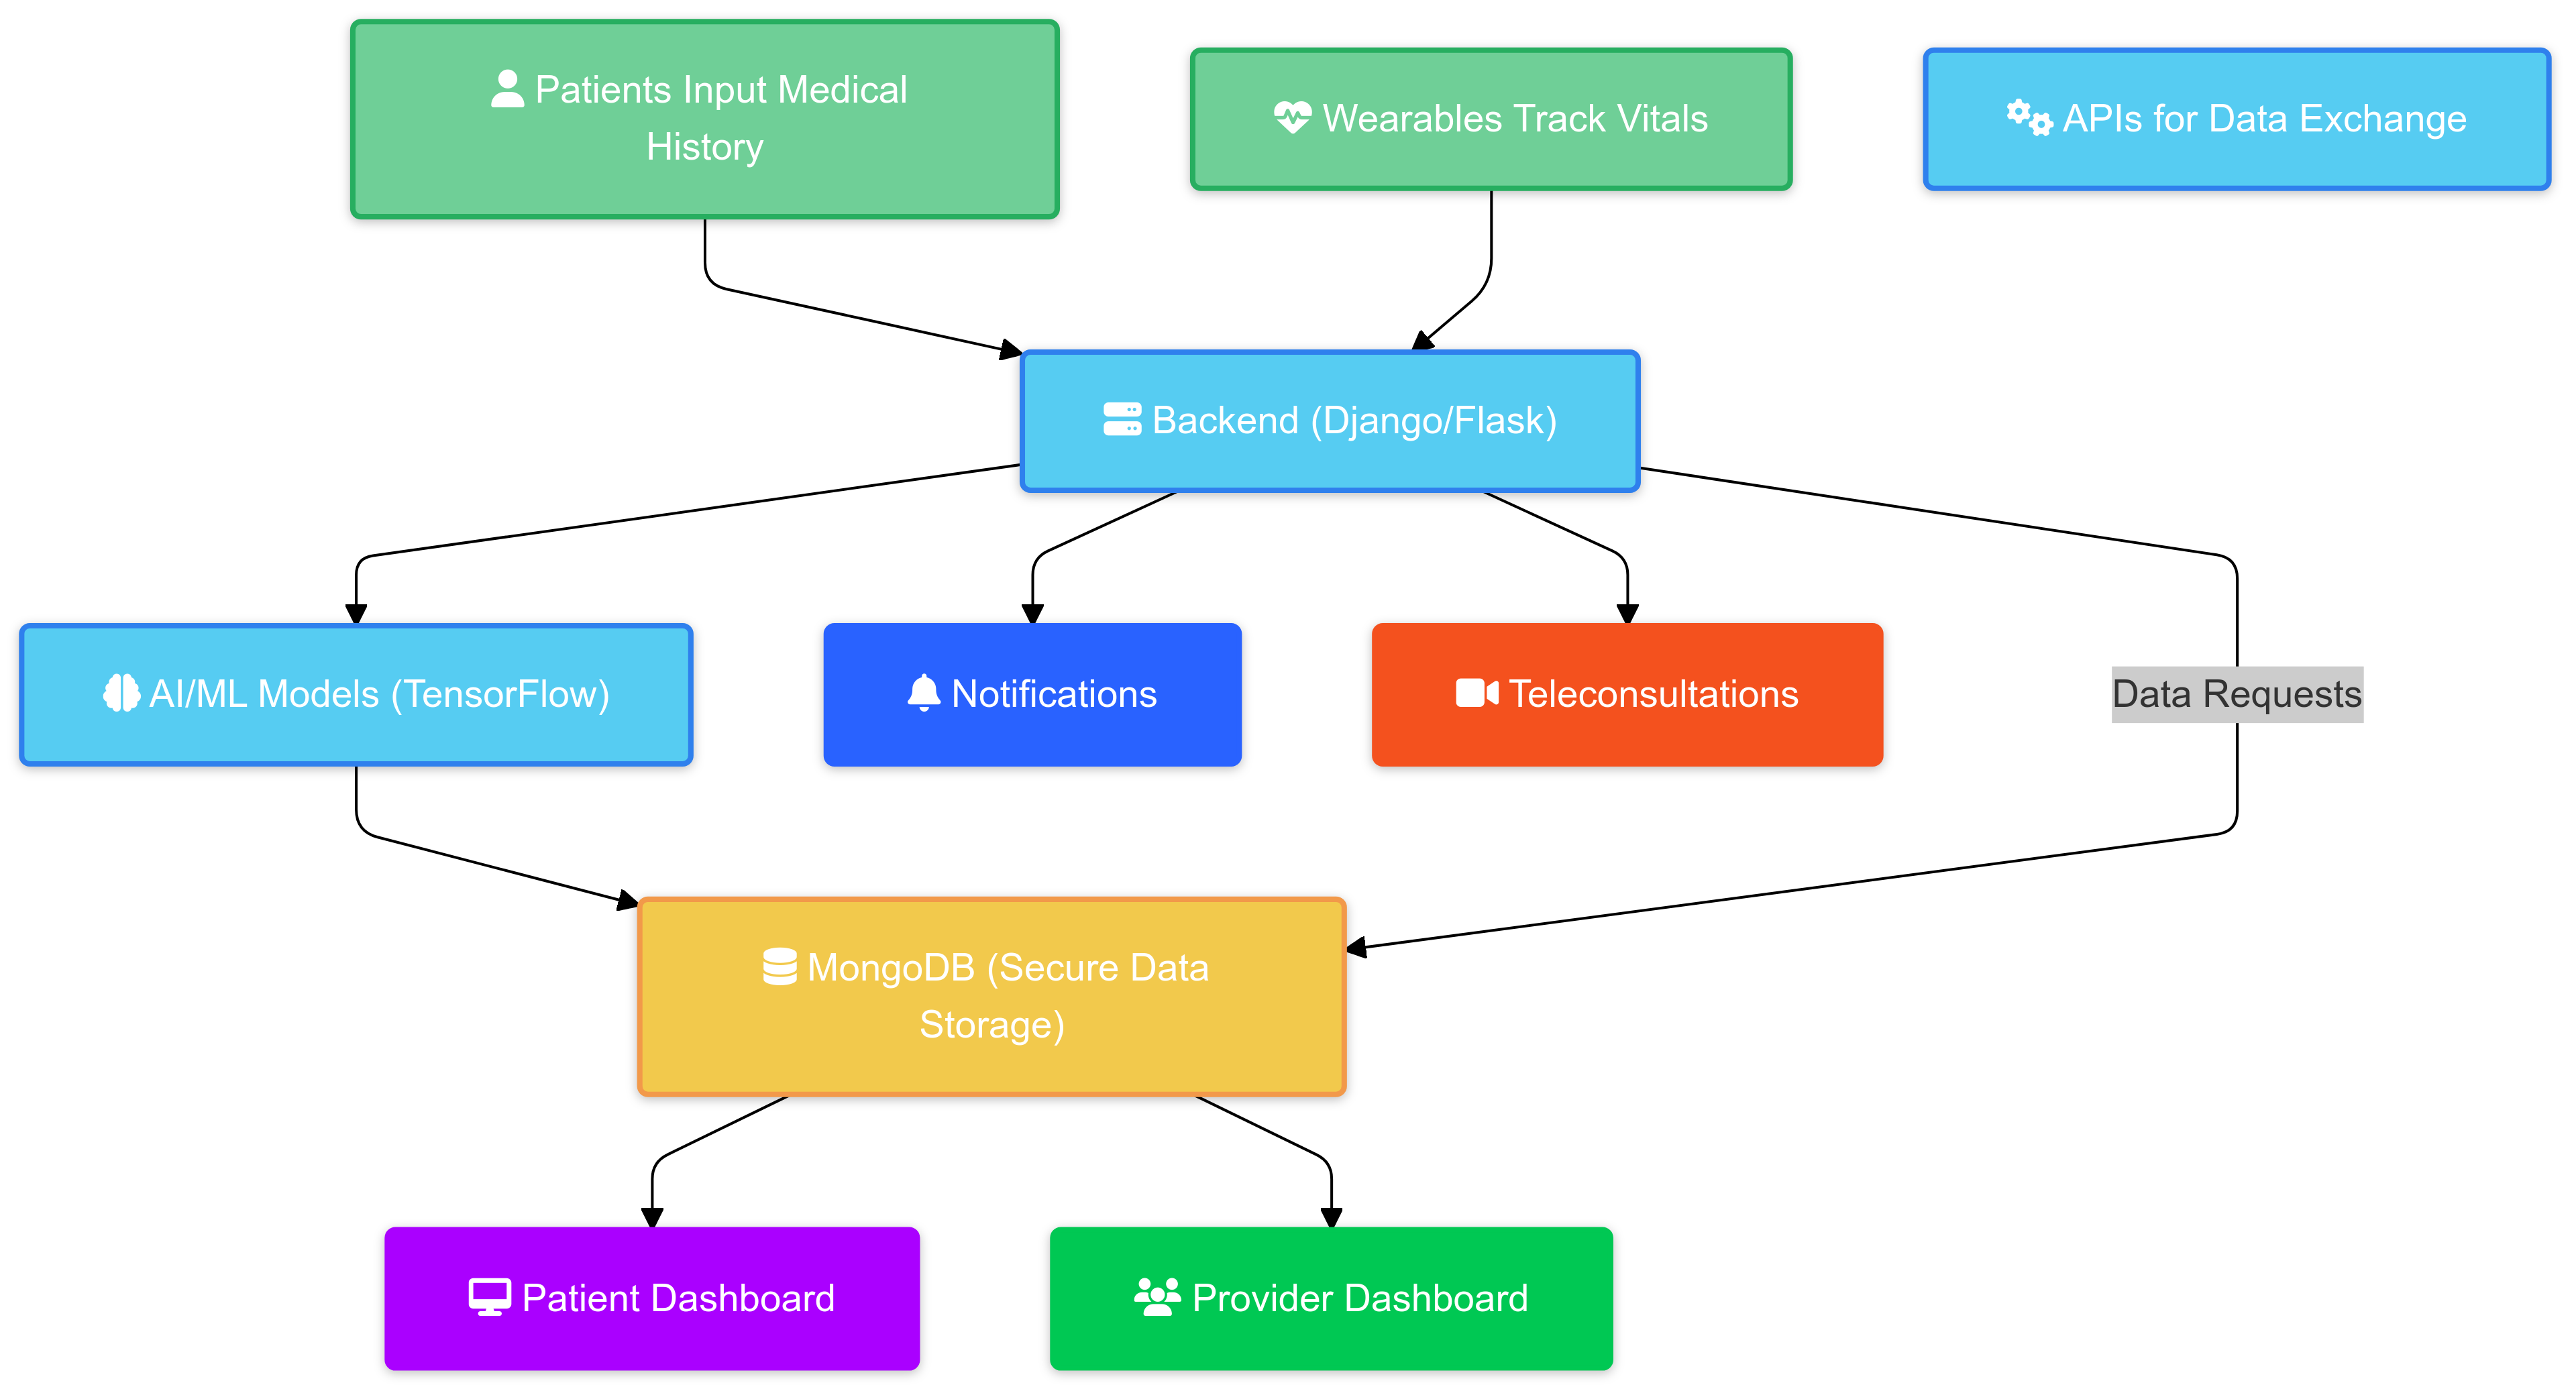 Patients Input Medical
History
Wearables Track Vitals
APIs for Data Exchange
Backend (Django/Flask)
AI/ML Models (TensorFlow)
Notifications
Teleconsultations
Data Requests
MongoDB (Secure Data
Storage)
Patient Dashboard
Provider Dashboard